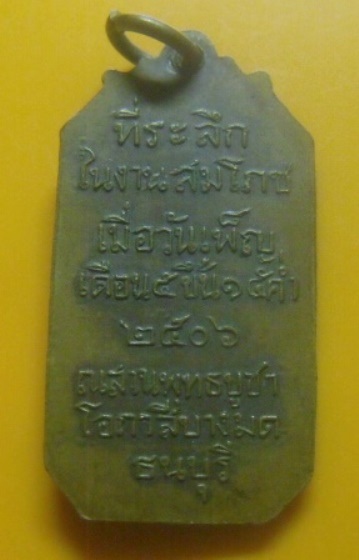 ที่ระลึก
ในงานสมโภช
เมื่อวันเพ็ญ
เดือน๕ขึ้น๑๕ค่ำ
๒๕๐๖
ณสวนพุทธบูชา
โอภาสีบางมด
ธนบุรี